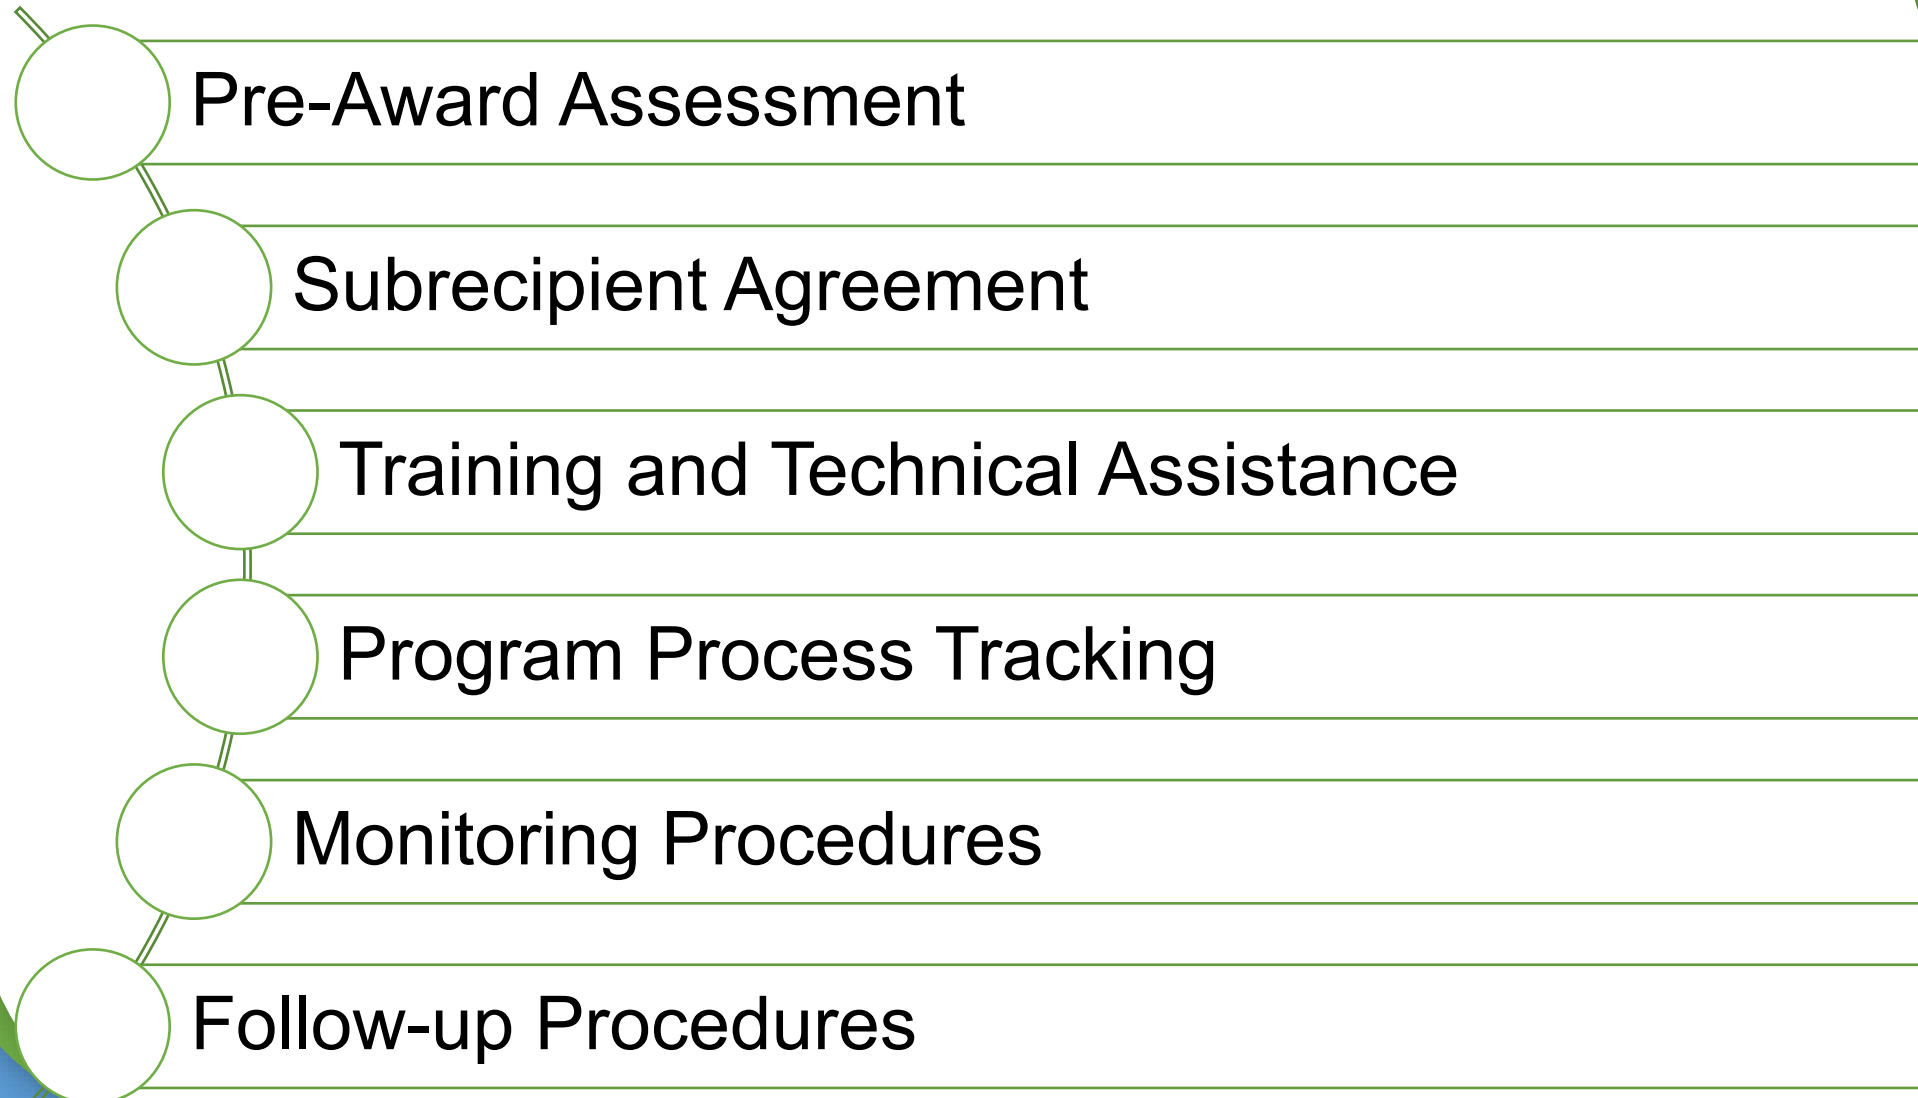 Pre-Award Assessment
Subrecipient Agreement
Training and Technical Assistance
Program Process Tracking
Monitoring Procedures
Follow-up Procedures